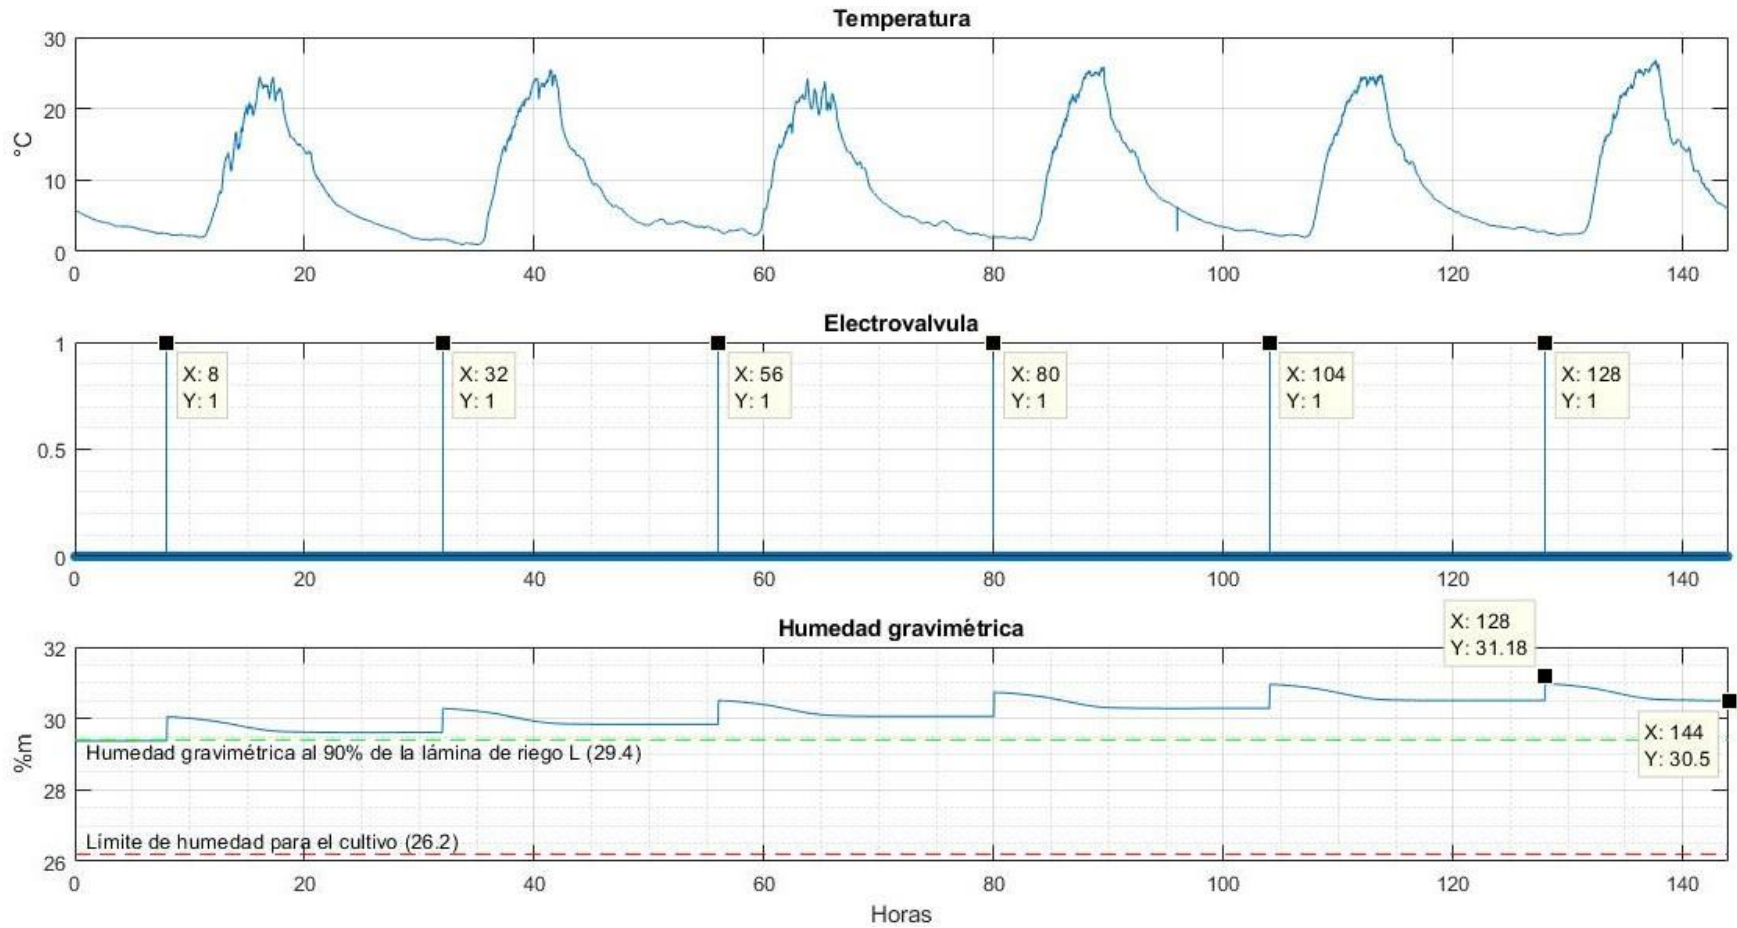 Temperatura
30
20
10
0
°C
0 20 40 60 80 100 120 140
Electrovalvula
1
0.5
0
X: 8
Y: 1
X: 32
Y: 1
X: 56
Y: 1
X: 80
Y: 1
X: 104
Y: 1
X: 128
Y: 1
0 20 40 60 80 100 120 140
Humedad gravimétrica
X: 128
Y: 31.18
32
30
28
26
%m
X: 144
Y: 30.5
Humedad gravimétrica al 90% de la lámina de riego L (29.4)
Límite de humedad para el cultivo (26.2)
0 20 40 60 80 100 120 140
Horas